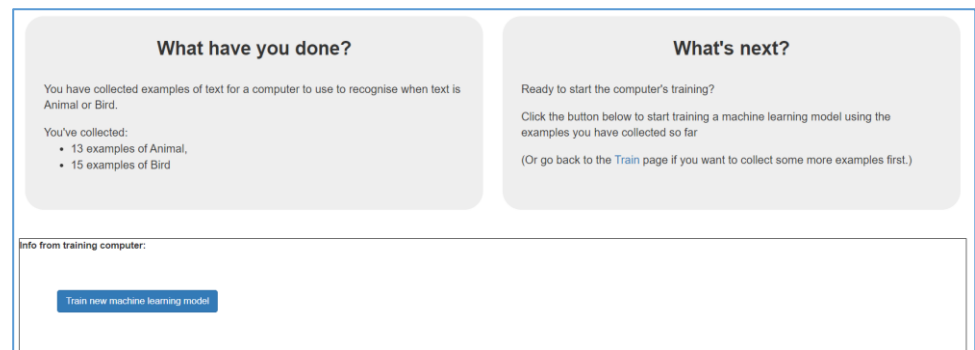 What have you done?
You have collected examples of text for a computer to use to recognise when text is
Animal or Bird.
You've collected:
• 13 examples of Animal,
• 15 examples of Bird
What's next?
Ready to start the computer's training?
Click the button below to start training a machine learning model using the
examples you have collected so far
(Or go back to the Train page if you want to collect some more examples first.)
Info from training computer:
Train new machine learning model